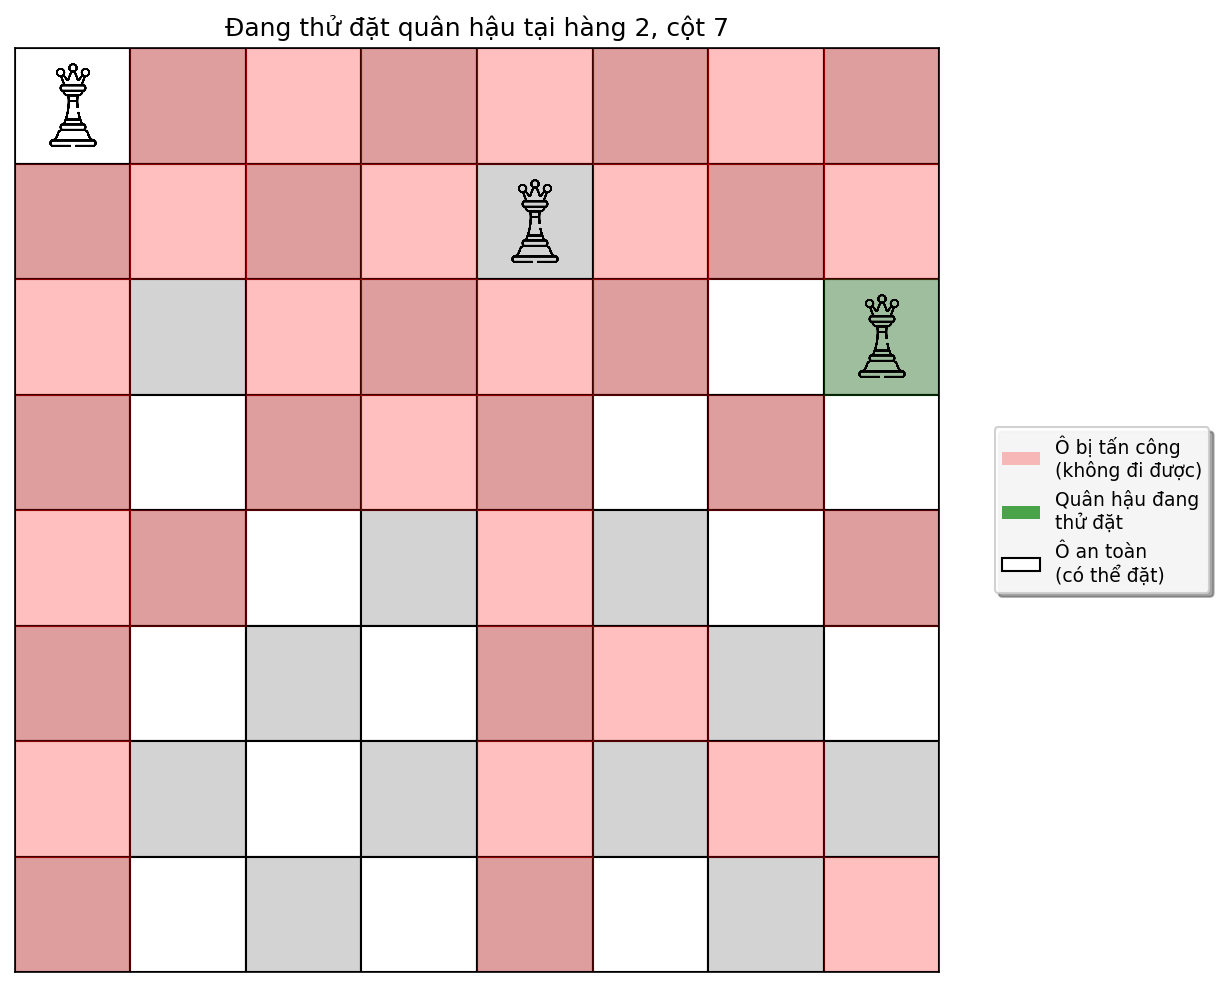 Đang thử đặt quân hậu tại hàng 2, cột 7
Ô bị tấn công
(không đi được)
Quân hậu đang
thử đặt
Ô an toàn
(có thể đặt)